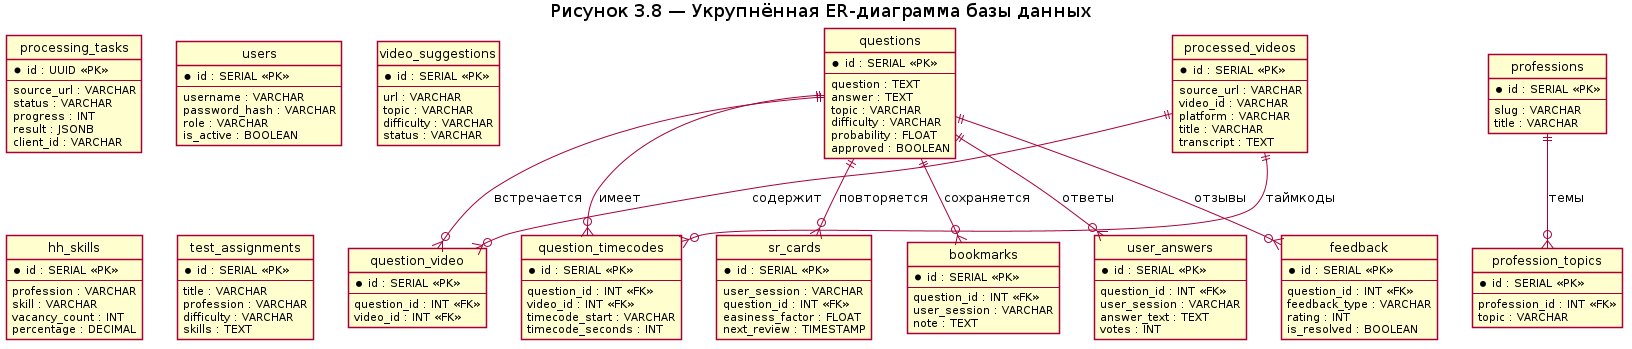 Рисунок 3.8 — Укрупнённая ER-диаграмма базы данных
processing_tasks
id : UUID «PK»
source_url : VARCHAR
status : VARCHAR
progress : INT
result : JSONB
client_id : VARCHAR
users
id : SERIAL «PK»
username : VARCHAR
password_hash : VARCHAR
role : VARCHAR
is_active : BOOLEAN
video_suggestions
id : SERIAL «PK»
url : VARCHAR
topic : VARCHAR
difficulty : VARCHAR
status : VARCHAR
questions
id : SERIAL «PK»
question : TEXT
answer : TEXT
topic : VARCHAR
difficulty : VARCHAR
probability : FLOAT
approved : BOOLEAN
processed_videos
id : SERIAL «PK»
source_url : VARCHAR
video_id : VARCHAR
platform : VARCHAR
title : VARCHAR
transcript : TEXT
professions
id : SERIAL «PK»
slug : VARCHAR
title : VARCHAR
встречается
имеет
содержит
повторяется
сохраняется
ответы
отзывы
таймкоды
темы
hh_skills
id : SERIAL «PK»
profession : VARCHAR
skill : VARCHAR
vacancy_count : INT
percentage : DECIMAL
test_assignments
id : SERIAL «PK»
title : VARCHAR
profession : VARCHAR
difficulty : VARCHAR
skills : TEXT
question_video
id : SERIAL «PK»
question_id : INT «FK»
video_id : INT «FK»
question_timecodes
id : SERIAL «PK»
question_id : INT «FK»
video_id : INT «FK»
timecode_start : VARCHAR
timecode_seconds : INT
sr_cards
id : SERIAL «PK»
user_session : VARCHAR
question_id : INT «FK»
easiness_factor : FLOAT
next_review : TIMESTAMP
bookmarks
id : SERIAL «PK»
question_id : INT «FK»
user_session : VARCHAR
note : TEXT
user_answers
id : SERIAL «PK»
question_id : INT «FK»
user_session : VARCHAR
answer_text : TEXT
votes : INT
feedback
id : SERIAL «PK»
question_id : INT «FK»
feedback_type : VARCHAR
rating : INT
is_resolved : BOOLEAN
profession_topics
id : SERIAL «PK»
profession_id : INT «FK»
topic : VARCHAR